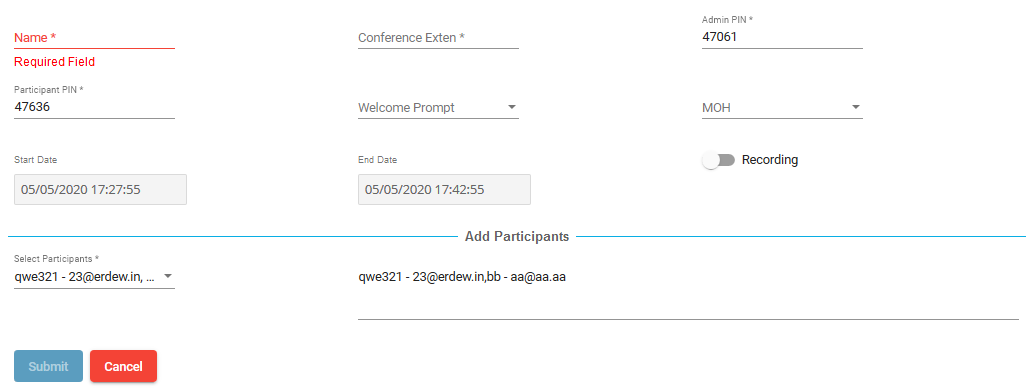 Name *
Conference Exten *
Admin PIN *
47061
Required Field
Participant PIN *
47636
Welcome Prompt
MOH
Start Date
End Date
Recording
05/05/2020 17:27:55
05/05/2020 17:42:55
Add Participants
Select Participants *
qwe321 - 23@erdew.in, ...
qwe321 - 23@erdew.in,bb - aa@aa.aa
Submit
Cancel